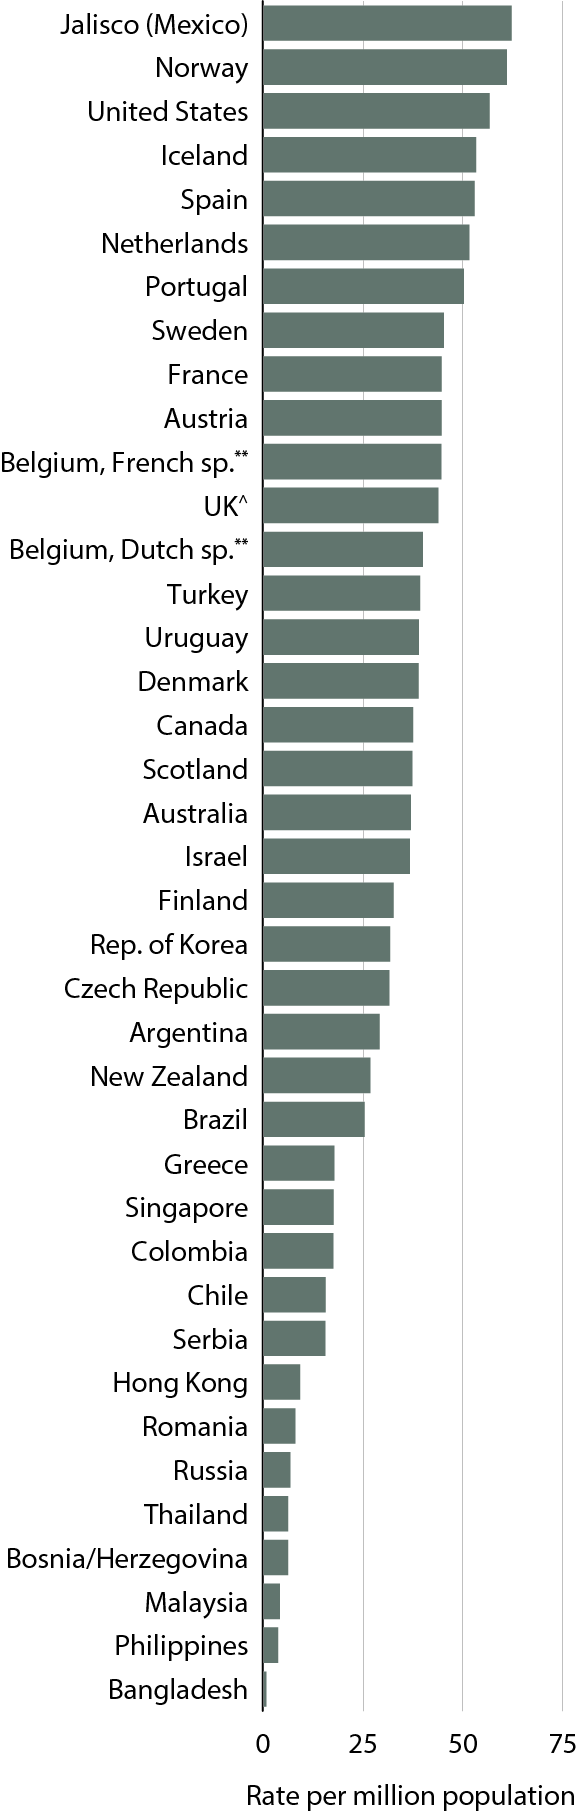 Jalisco (Mexico)
Norway
United States
Iceland
Spain
Netherlands
Portugal
Sweden
France
Austria
Belgium, French sp.**
UK^
Belgium, Dutch sp.**
Turkey
Uruguay
Denmark
Canada
Scotland
Australia
Israel
Finland
Rep. of Korea
Czech Republic
Argentina
New Zealand
Brazil
Greece
Singapore
Colombia
Chile
Serbia
Hong Kong
Romania
Russia
Thailand
Bosnia/Herzegovina
Malaysia
Philippines
Bangladesh
0 25 50 75
Rate per million population